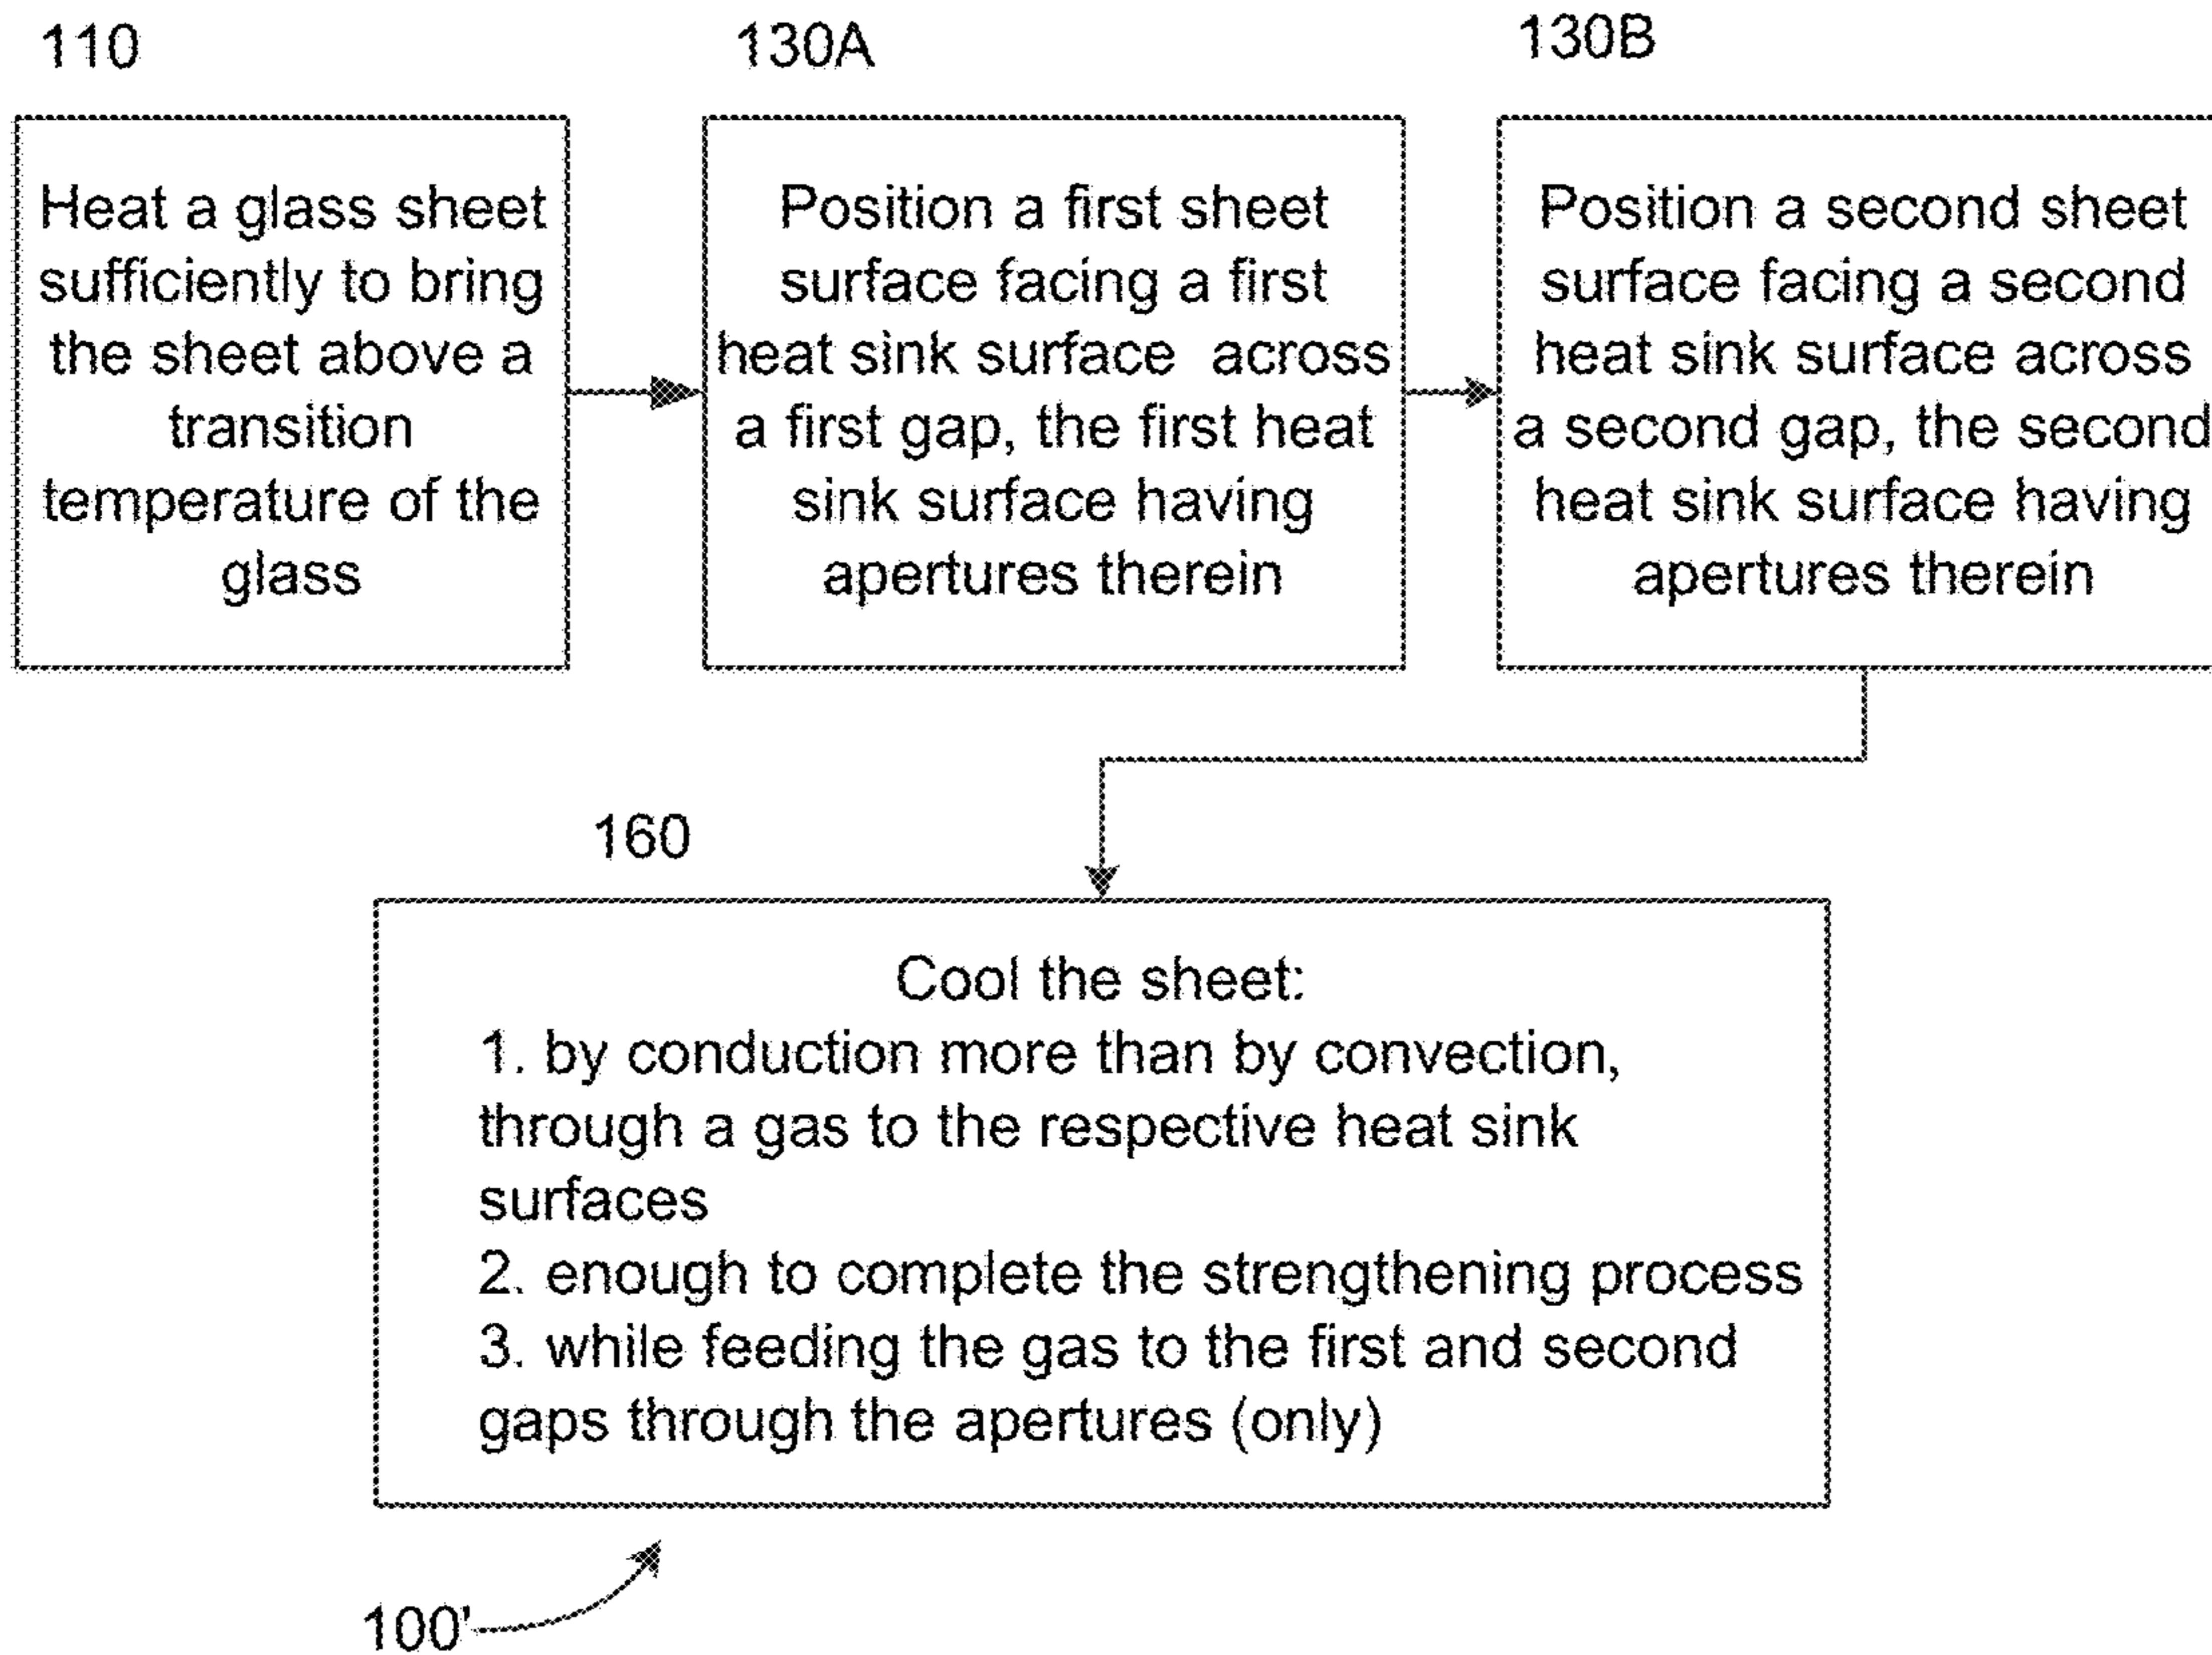 110
Heat a glass sheet
sufficiently to bring
the sheet above a
transition
temperature of the
glass
130A
Position a first sheet
surface facing a first
heat sink surface across
a first gap, the first heat
sink surface having
apertures therein
130B
Position a second sheet
surface facing a second
heat sink surface across
a second gap, the second
heat sink surface having
apertures therein
160
Cool the sheet:
1. by conduction more than by convection,
through a gas to the respective heat sink
surfaces
2. enough to complete the strengthening process
3. while feeding the gas to the first and second
gaps through the apertures (only)
100'